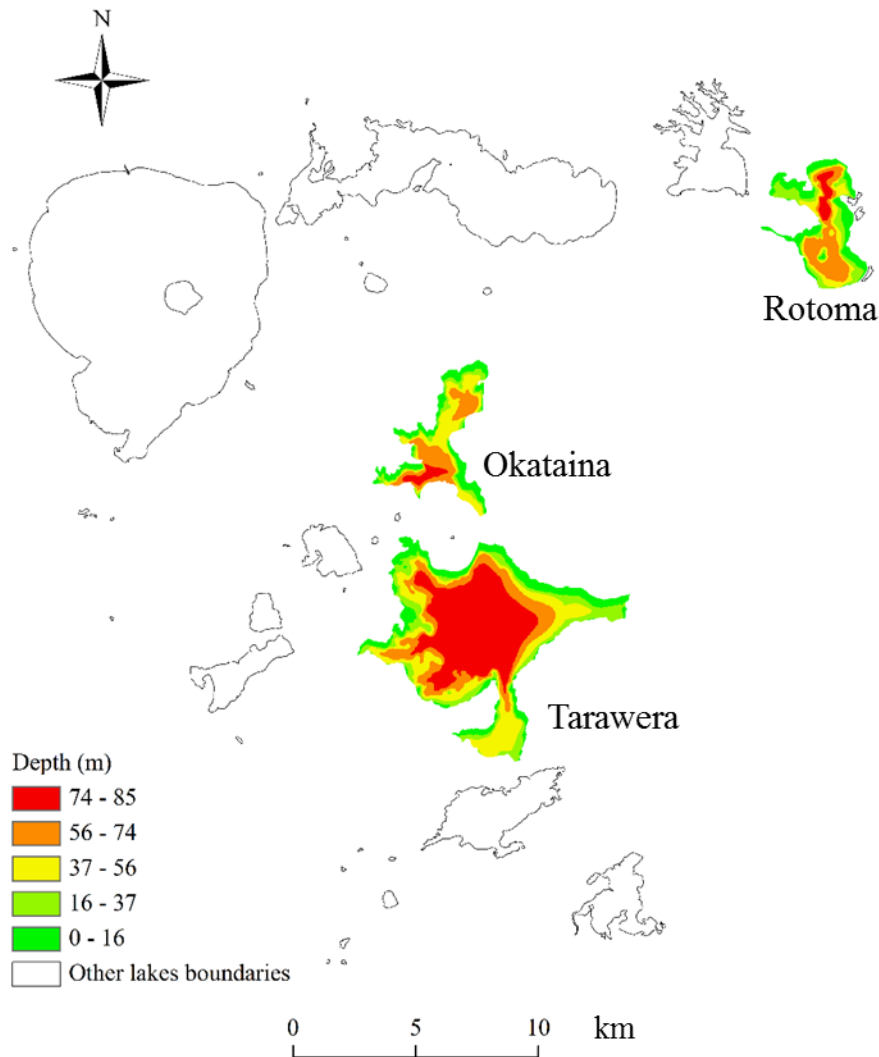 N
Rotoma
Okataina
Tarawera
Depth (m)
74 - 85
56 - 74
37 - 56
16 - 37
0 - 16
Other lakes boundaries
0 5 10 km